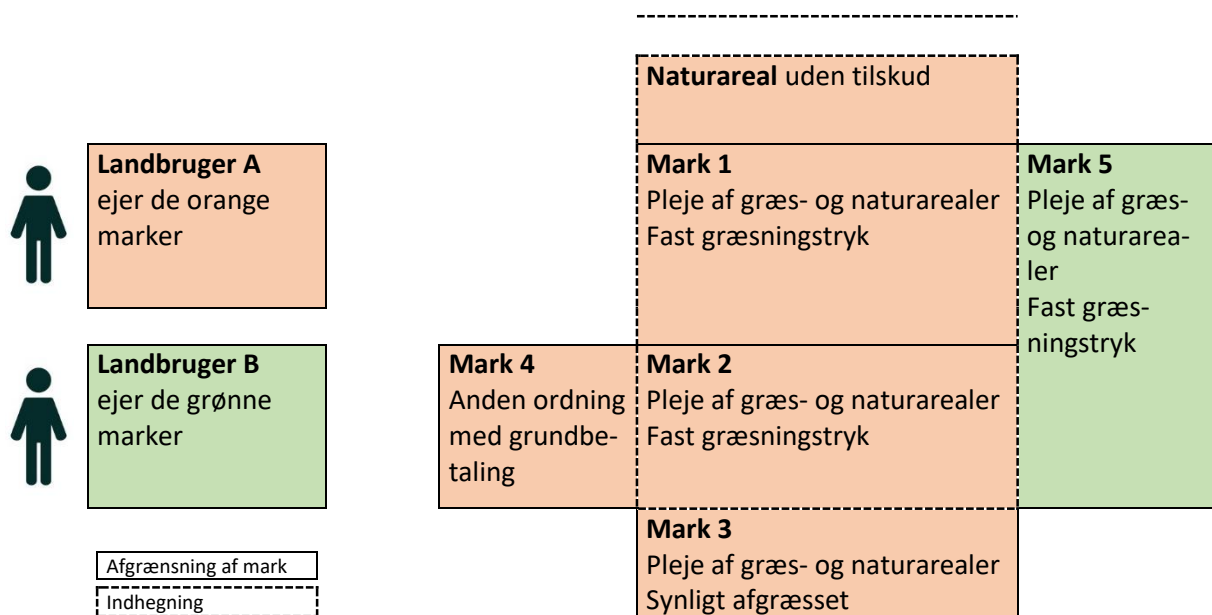 Naturareal uden tilskud
Landbruger A
ejer de orange
marker
Mark 1
Pleje af græs- og naturarealer
Fast græsningstryk
Mark 5
Pleje af græs-
og naturarea-
ler
Fast græs-
ningstryk
Landbruger B
ejer de grønne
marker
Mark 4
Anden ordning
med grundbe-
taling
Mark 2
Pleje af græs- og naturarealer
Fast græsningstryk
Mark 3
Pleje af græs- og naturarealer
Synligt afgræsset
Afgrænsning af mark
Indhegning